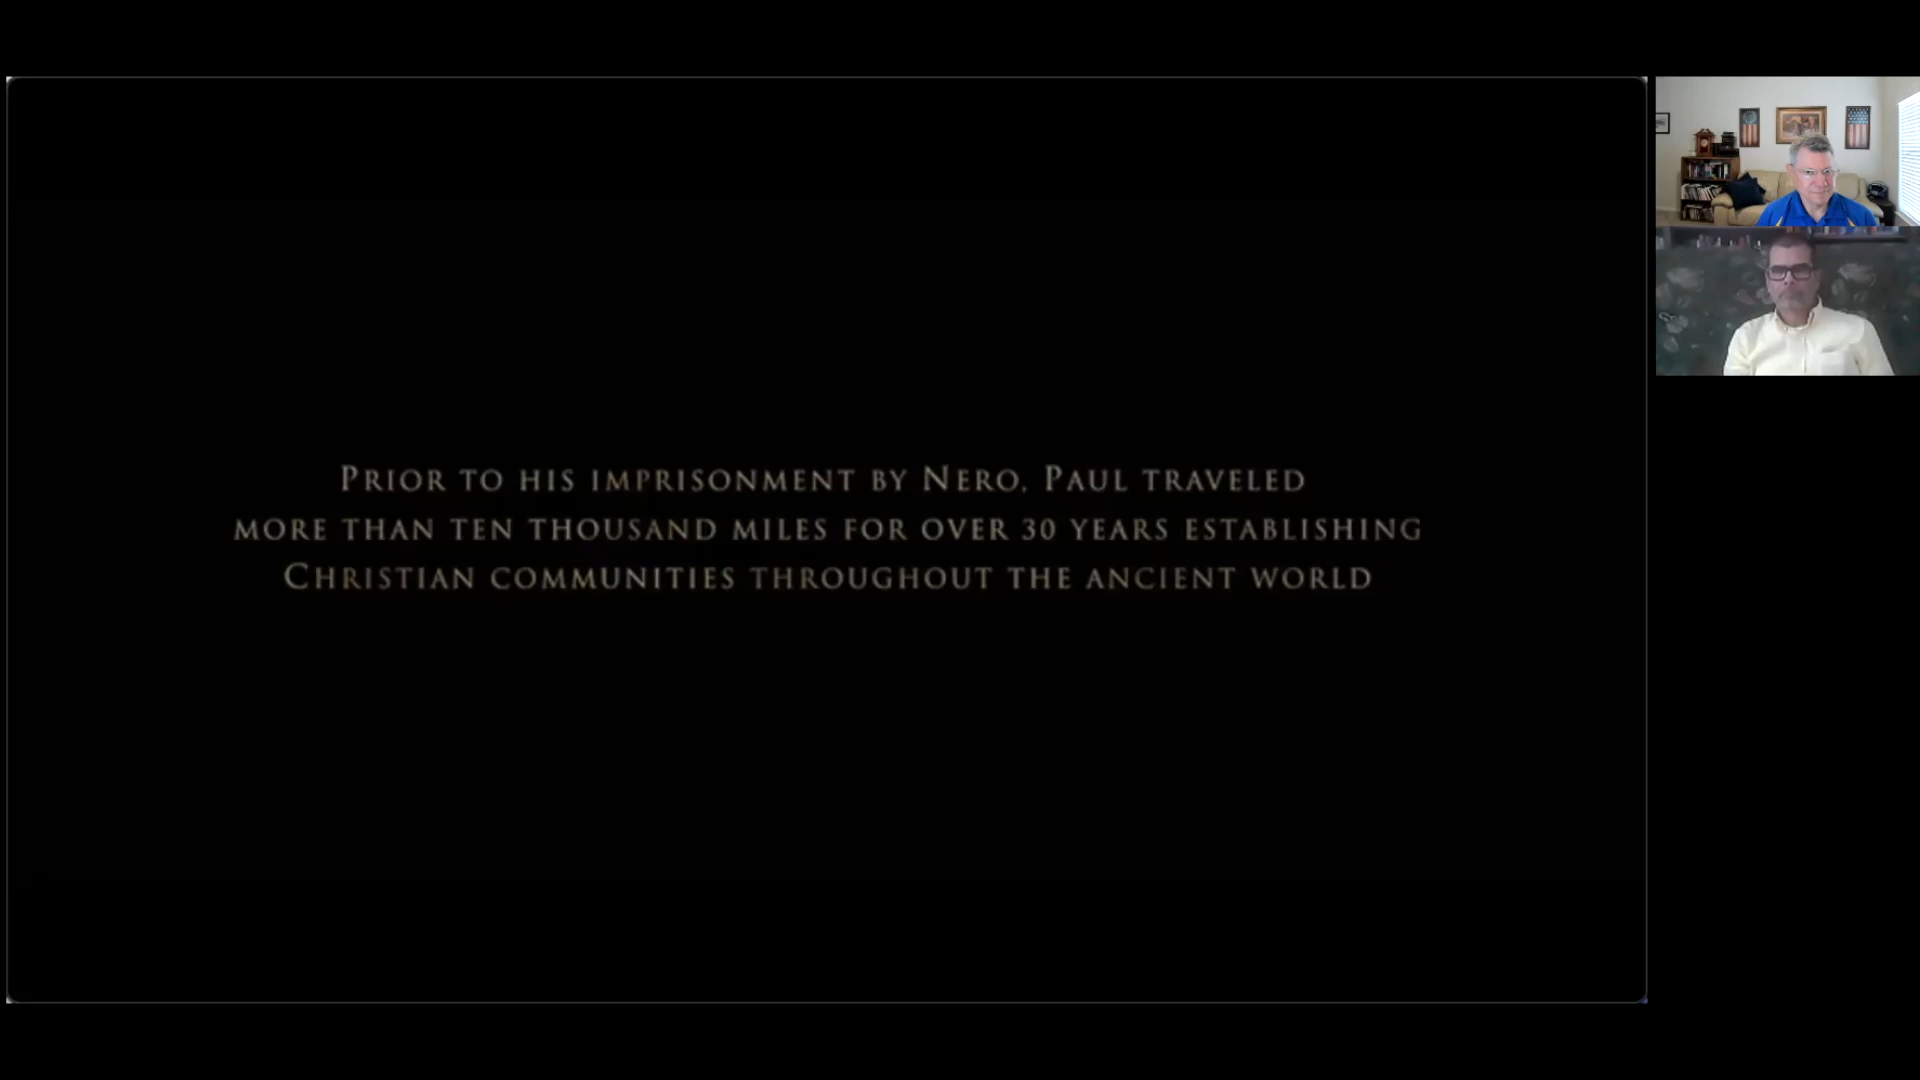 Prior to his imprisonment by Nero, Paul traveled
more than ten thousand miles for over 30 years establishing
Christian communities throughout the ancient world